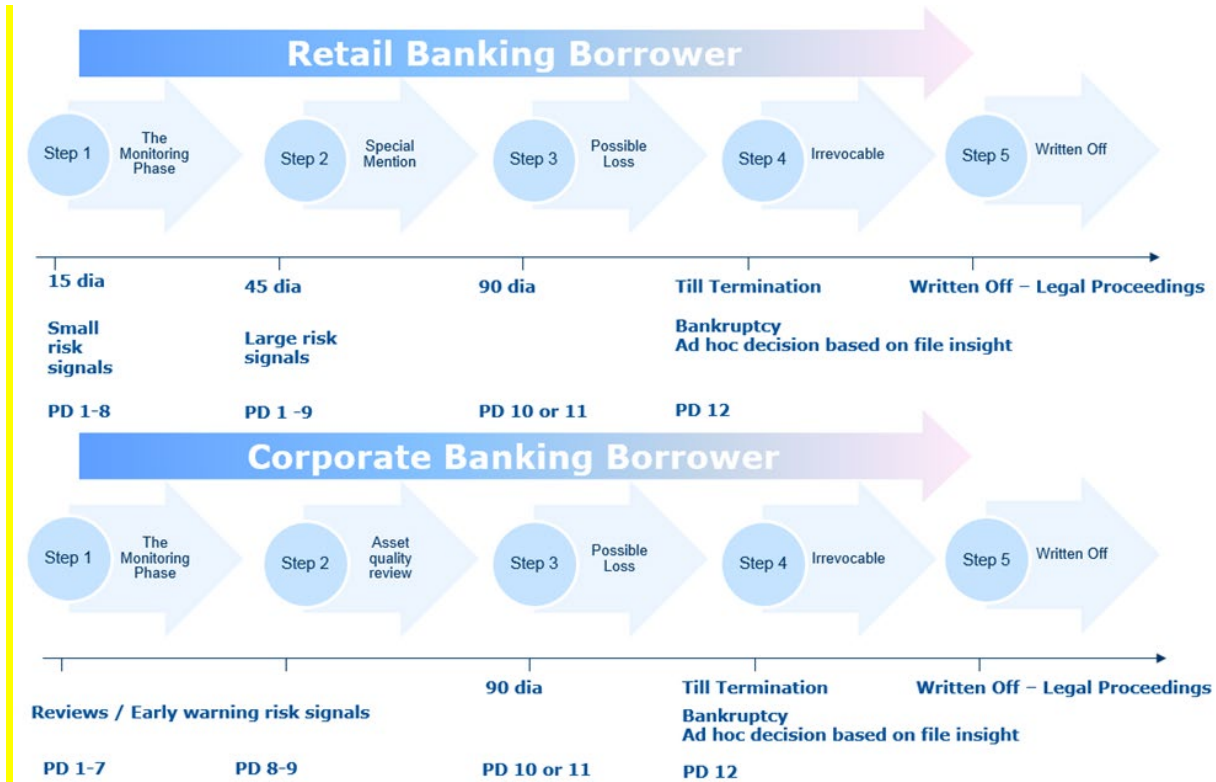 Retail Banking Borrower
Step 1
The
Monitoring
Phase
Step 2
Special
Mention
Step 3
Possible
Loss
Step 4
Irrevocable
Step 5
Written Off
15 dia
45 dia
90 dia
Till Termination
Written Off – Legal Proceedings
Small
risk
signals
Large risk
signals
Bankruptcy
Ad hoc decision based on file insight
PD 1-8
PD 1 -9
PD 10 or 11
PD 12
Corporate Banking Borrower
Step 1
The
Monitoring
Phase
Step 2
Asset
quality
review
Step 3
Possible
Loss
Step 4
Irrevocable
Step 5
Written Off
90 dia
Till Termination
Written Off – Legal Proceedings
Reviews / Early warning risk signals
Bankruptcy
Ad hoc decision based on file insight
PD 1-7
PD 8-9
PD 10 or 11
PD 12